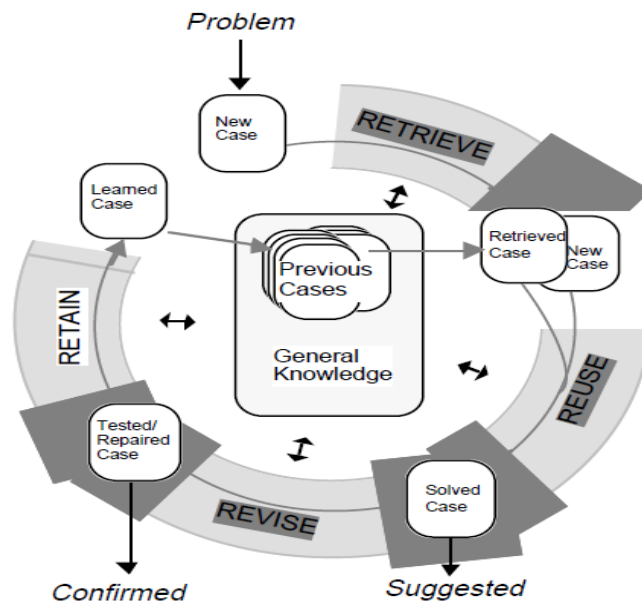 Problem
New
Case
RETRIEVE
Learned
Case
Retrieved
Case
New
Case
Previous
Cases
General
Knowledge
RETAIN
REUSE
Tested/
Repaired
Case
Solved
Case
REVISE
Confirmed
Suggested